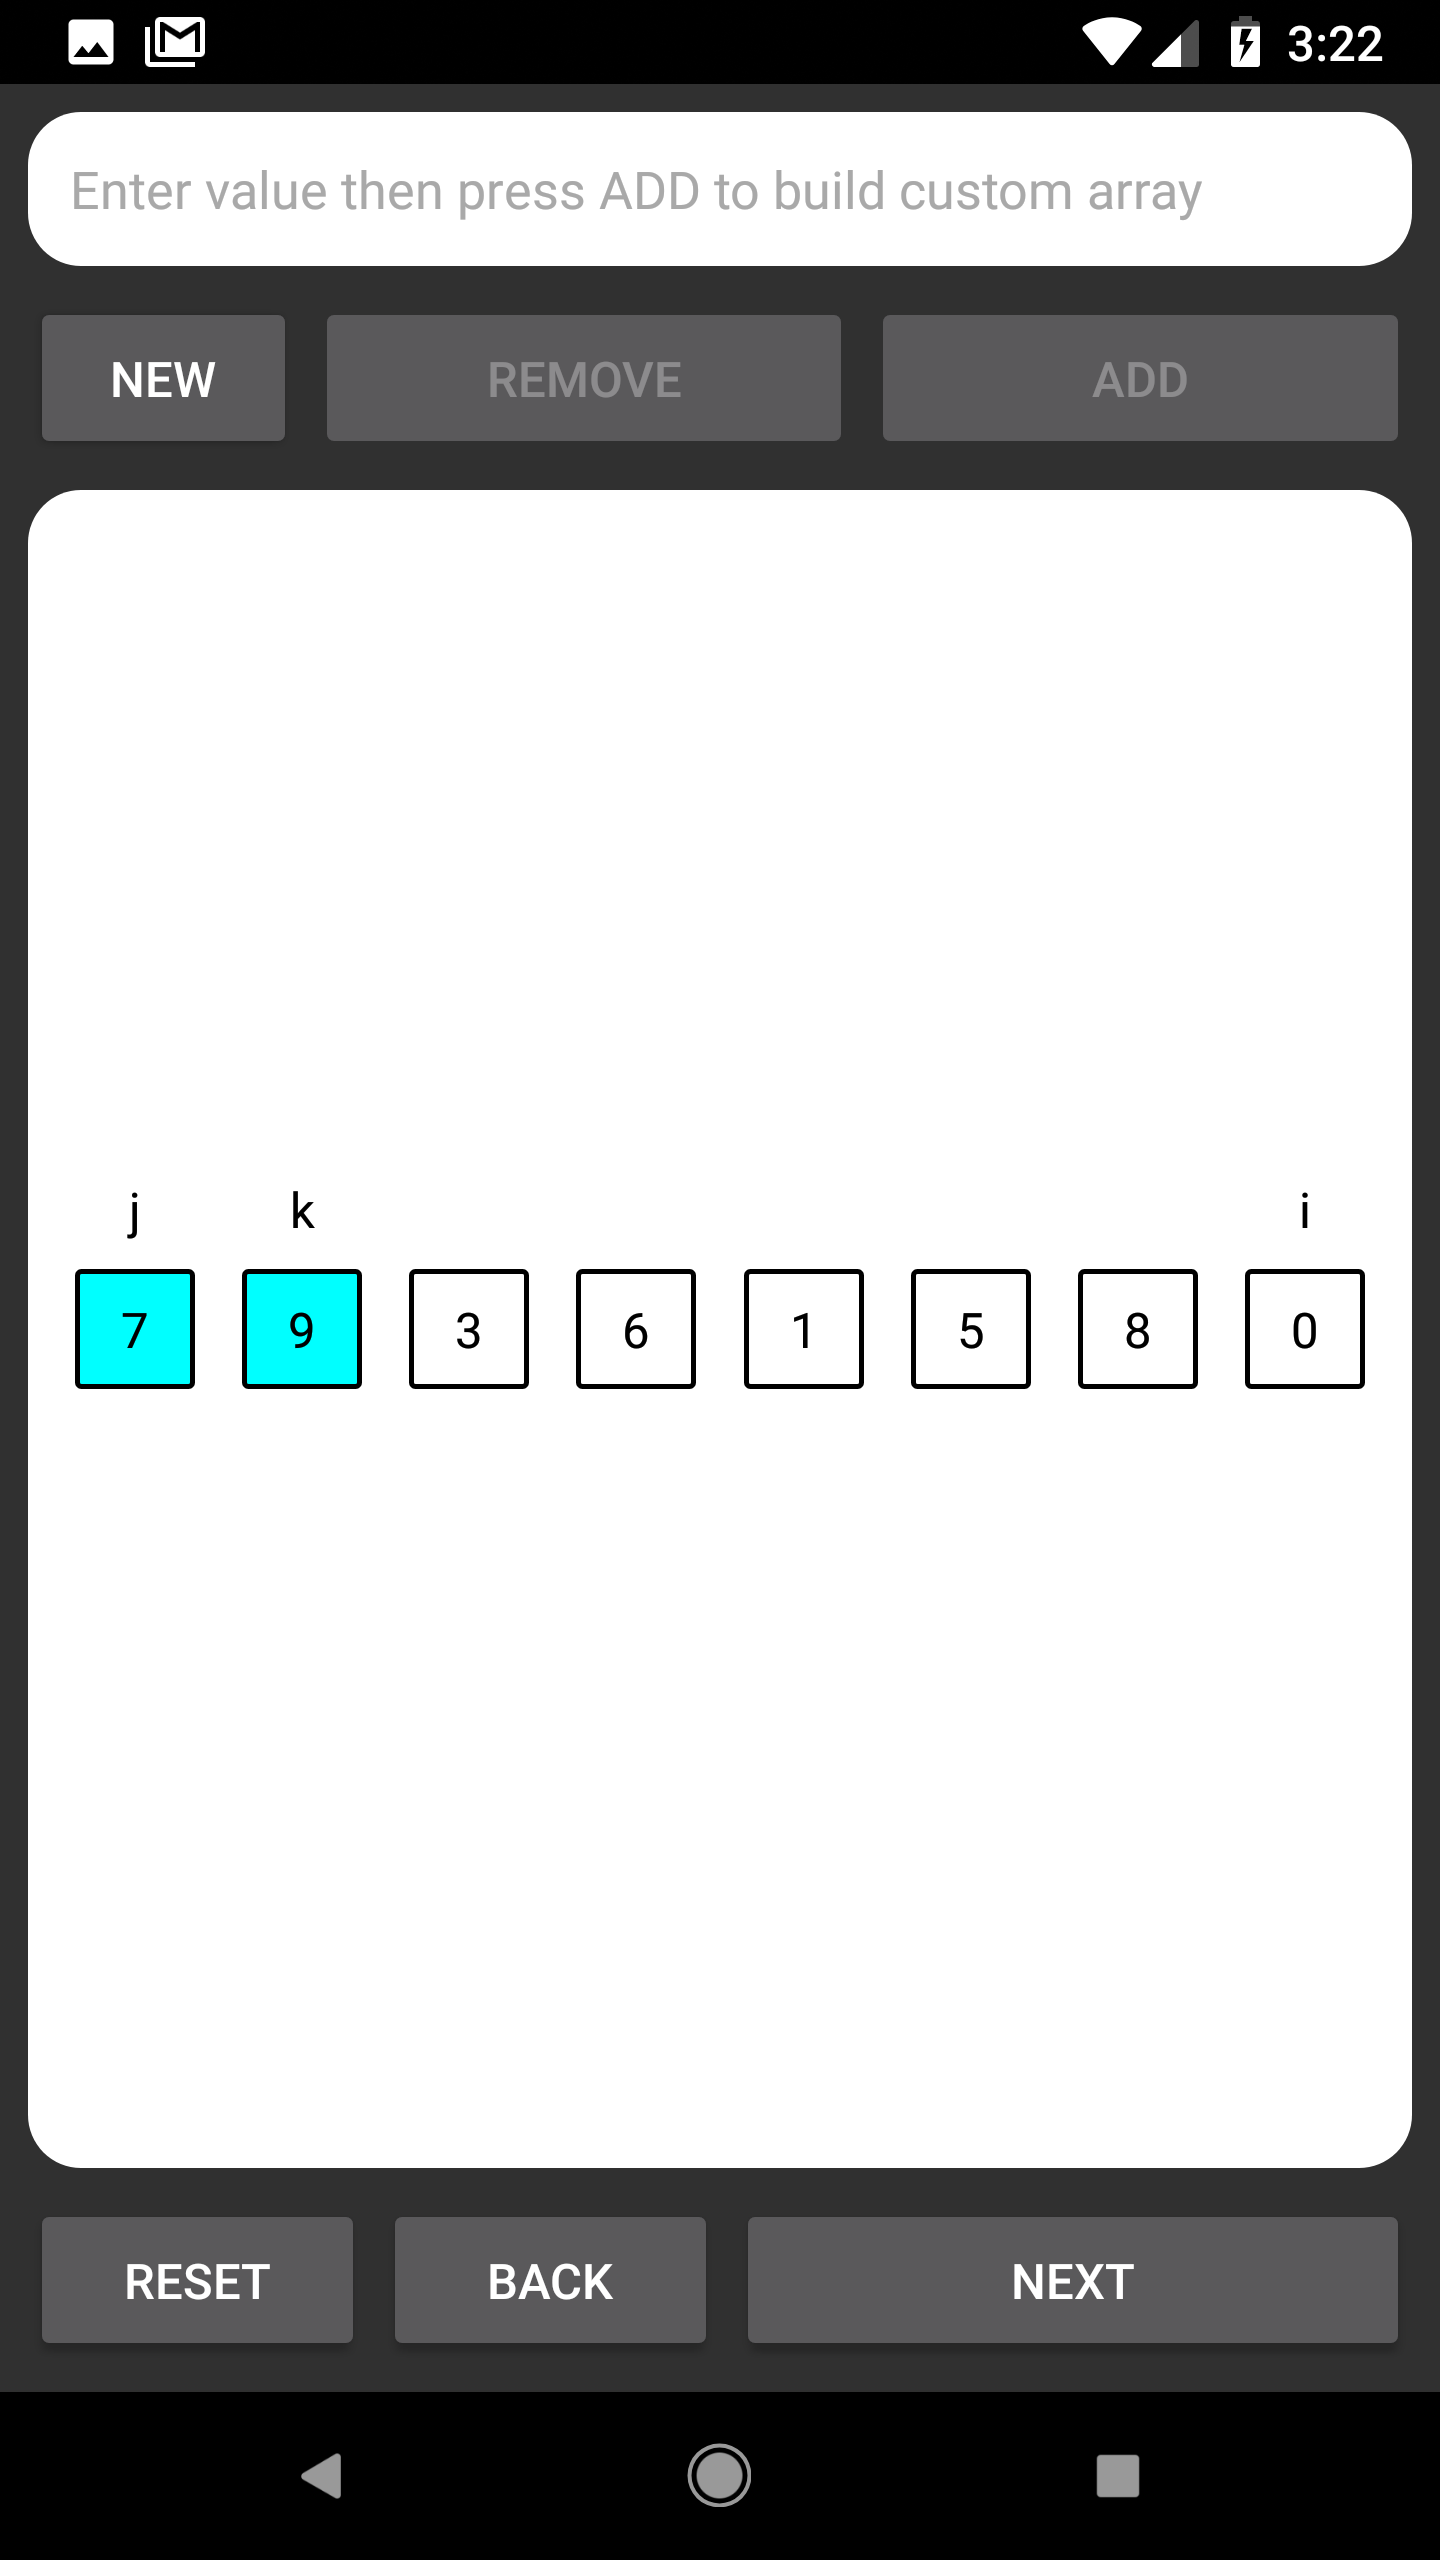 3:22
Enter value then press ADD to build custom array
NEW REMOVE ADD
j k i
7 9 3 6 1 5 8 0
RESET BACK NEXT